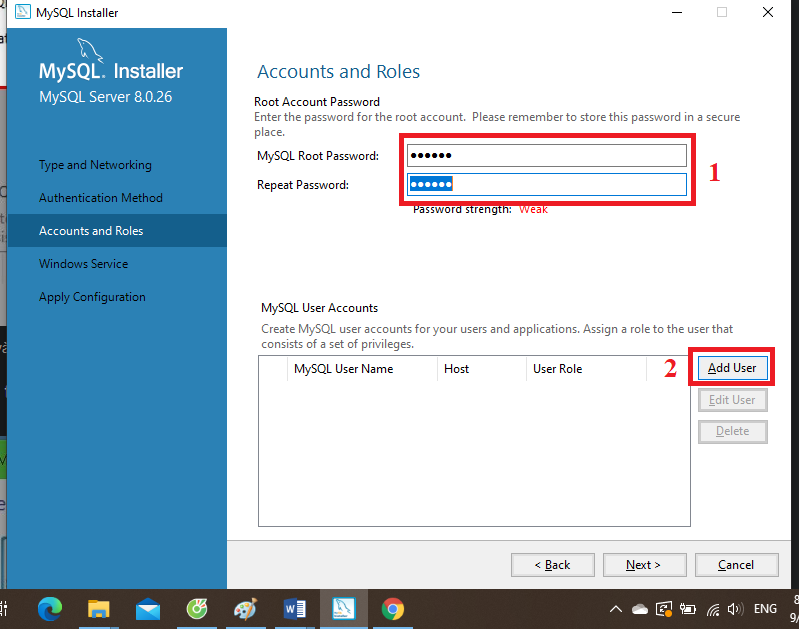 MySQL Installer
MySQL. Installer
MySQL Server 8.0.26
Type and Networking
Authentication Method
Accounts and Roles
Windows Service
Apply Configuration
Accounts and Roles
Root Account Password
Enter the password for the root account. Please remember to store this password in a secure
place.
MySQL Root Password: ●●●●●●
1
Repeat Password: ●●●●●●
Password strength: Weak
MySQL User Accounts
Create MySQL user accounts for your users and applications. Assign a role to the user that
consists of a set of privileges.
MySQL User Name Host User Role
2
Add User
Edit User
Delete
< Back Next > Cancel
ENG